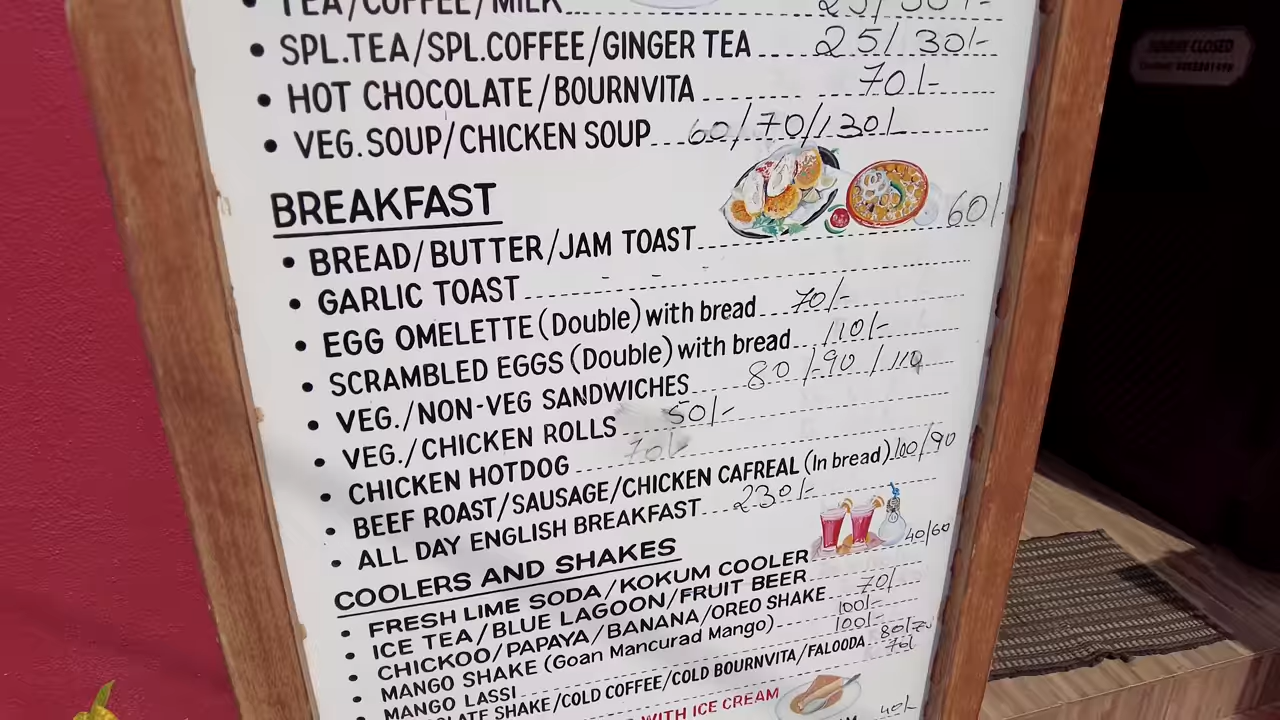 • TEA/COFFEE/MILK
• SPL.TEA/SPL.COFFEE/GINGER TEA 25/30/-
• HOT CHOCOLATE/BOURNVITA 70/-
• VEG.SOUP/CHICKEN SOUP 60/70/130/-
BREAKFAST
• BREAD/BUTTER/JAM TOAST 60/-
• GARLIC TOAST
• EGG OMELETTE (Double) with bread 70/-
• SCRAMBLED EGGS (Double) with bread 110/-
• VEG./NON-VEG SANDWICHES 80/-90/110
• VEG./CHICKEN ROLLS 50/-
• CHICKEN HOTDOG 70/-
• BEEF ROAST/SAUSAGE/CHICKEN CAFREAL (In bread) 100/90
• ALL DAY ENGLISH BREAKFAST 230/-
COOLERS AND SHAKES
• FRESH LIME SODA/KOKUM COOLER 40/60
• ICE TEA/BLUE LAGOON/FRUIT BEER 70/-
• CHICKOO/PAPAYA/BANANA/OREO SHAKE 100/-
• MANGO SHAKE (Goan Mancurad Mango) 100/-
• MANGO LASSI 80/-
SHAKE/COLD COFFEE/COLD BOURNVITA/FALOODA 70/-
WITH ICE CREAM
40/-
CLOSED